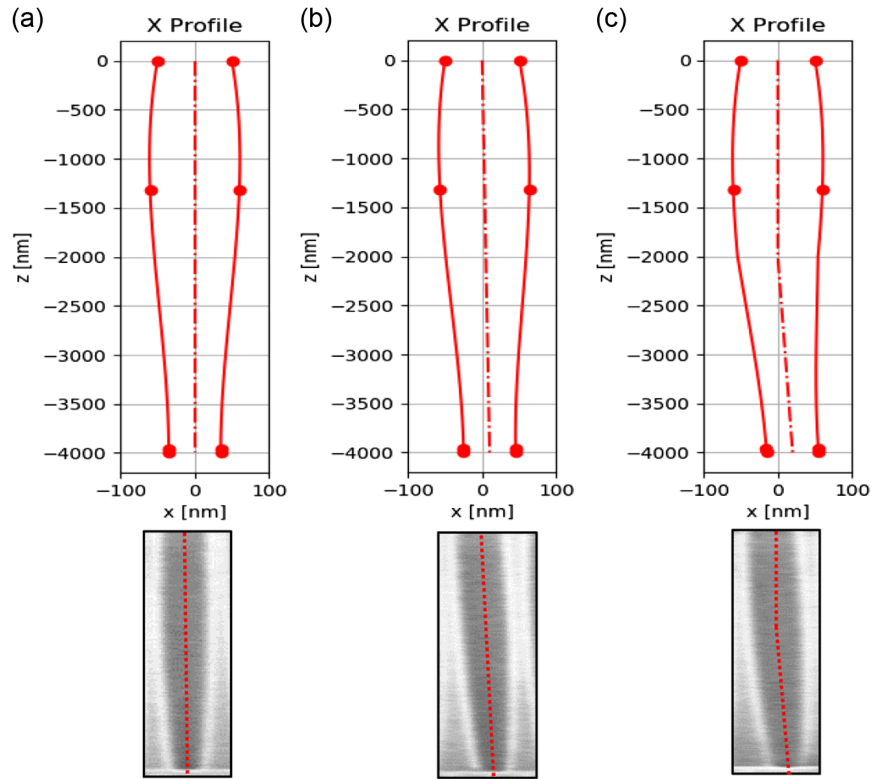 (a) (b) (c)
X Profile X Profile X Profile
0 0 0
−500 −500 −500
−1000 −1000 −1000
−1500 −1500 −1500
−2000 −2000 −2000
−2500 −2500 −2500
−3000 −3000 −3000
−3500 −3500 −3500
−4000 −4000 −4000
z [nm] z [nm] z [nm]
−100 0 100 −100 0 100 −100 0 100
x [nm] x [nm] x [nm]